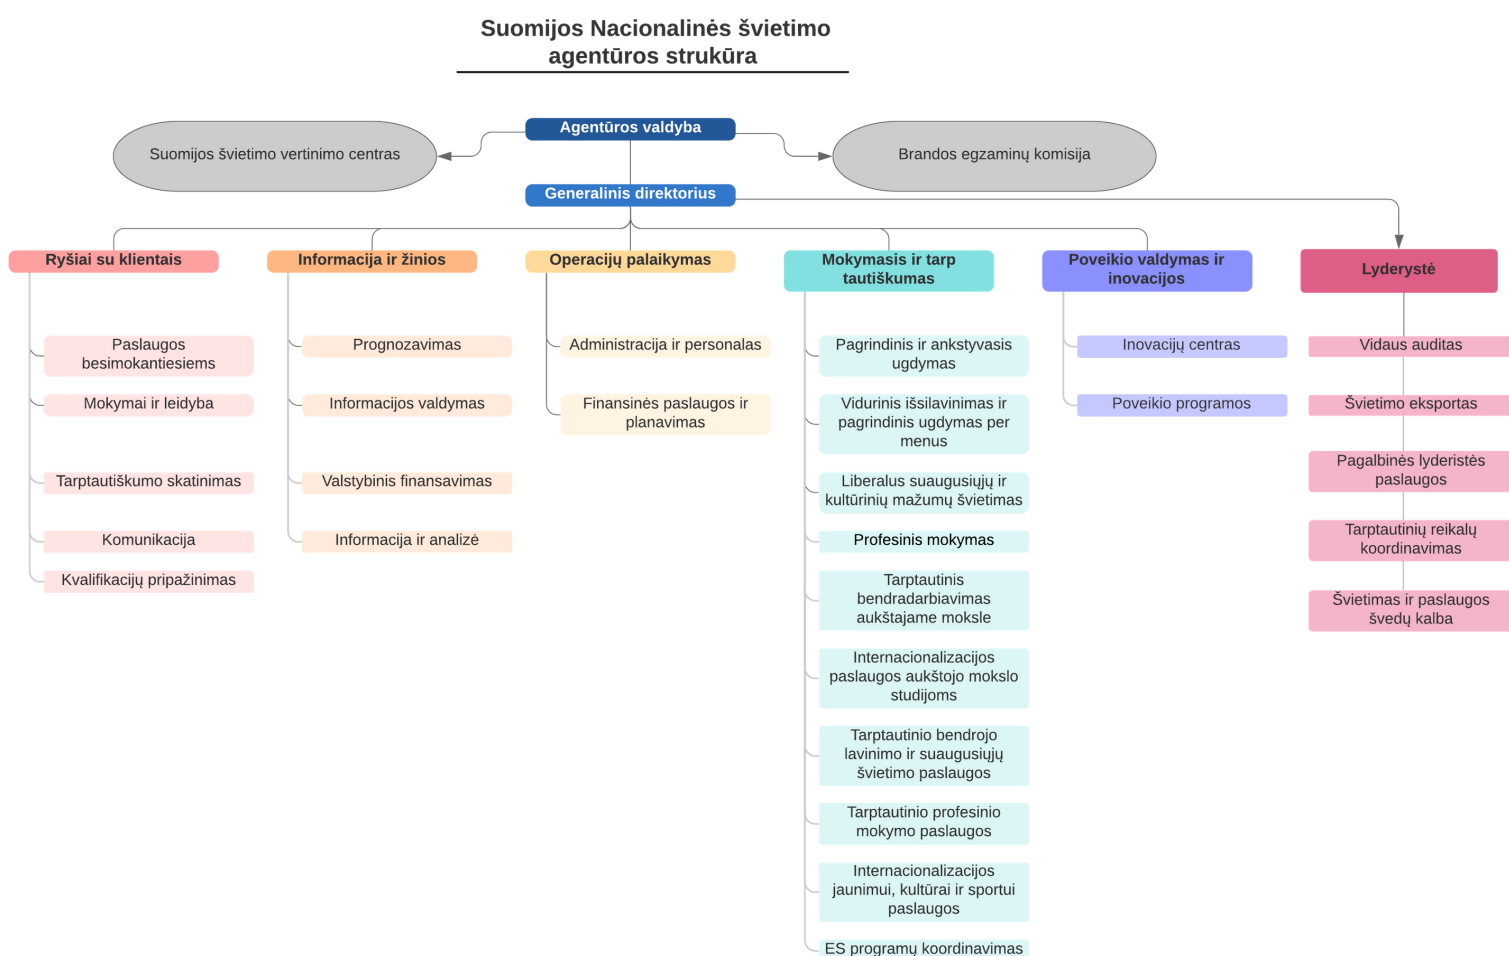 Suomijos Nacionalinės švietimo
agentūros strukūra
Agentūros valdyba
Suomijos švietimo vertinimo centras
Brandos egzaminų komisija
Generalinis direktorius
Ryšiai su klientais
Paslaugos
besimokantiesiems
Mokymai ir leidyba
Tarptautiškumo skatinimas
Komunikacija
Kvalifikacijų pripažinimas
Informacija ir žinios
Prognozavimas
Informacijos valdymas
Valstybinis finansavimas
Informacija ir analizė
Operacijų palaikymas
Administracija ir personalas
Finansinės paslaugos ir
planavimas
Mokymasis ir tarp
tautiškumas
Pagrindinis ir ankstyvasis
ugdymas
Vidurinis išsilavinimas ir
pagrindinis ugdymas per
menus
Liberalus suaugusiųjų ir
kultūrinių mažumų švietimas
Profesinis mokymas
Tarptautinis
bendradarbiavimas
aukštajame moksle
Internacionalizacijos
paslaugos aukštojo mokslo
studijoms
Tarptautinio bendrojo
lavinimo ir suaugusiųjų
švietimo paslaugos
Tarptautinio profesinio
mokymo paslaugos
Internacionalizacijos
jaunimui, kultūrai ir sportui
paslaugos
ES programų koordinavimas
Poveikio valdymas ir
inovacijos
Inovacijų centras
Poveikio programos
Lyderystė
Vidaus auditas
Švietimo eksportas
Pagalbinės lyderistės
paslaugos
Tarptautinių reikalų
koordinavimas
Švietimas ir paslaugos
švedų kalba